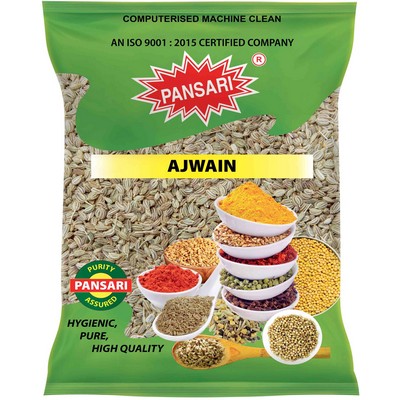 COMPUTERISED MACHINE CLEAN
AN ISO 9001 : 2015 CERTIFIED COMPANY
PANSARI ®
AJWAIN
PURITY
PANSARI
ASSURED
HYGIENIC,
PURE,
HIGH QUALITY